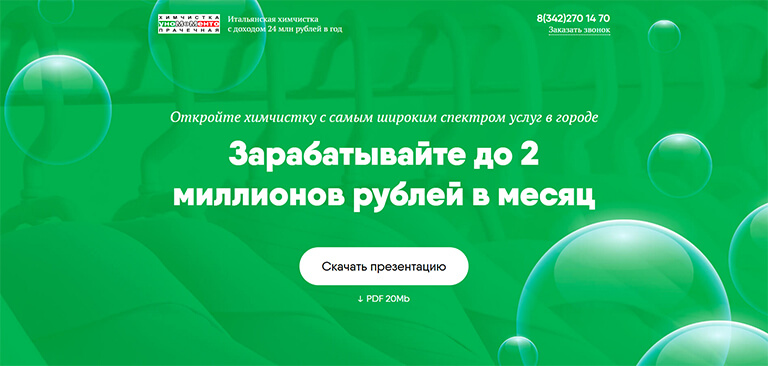 ХИМЧИСТКА
УНОМОМЕНТО
ПРАЧЕЧНАЯ
Итальянская химчистка
с доходом 24 млн рублей в год
8(342)270 14 70
Заказать звонок
Откройте химчистку с самым широким спектром услуг в городе
Зарабатывайте до 2
миллионов рублей в месяц
Скачать презентацию
↓ PDF 20Mb